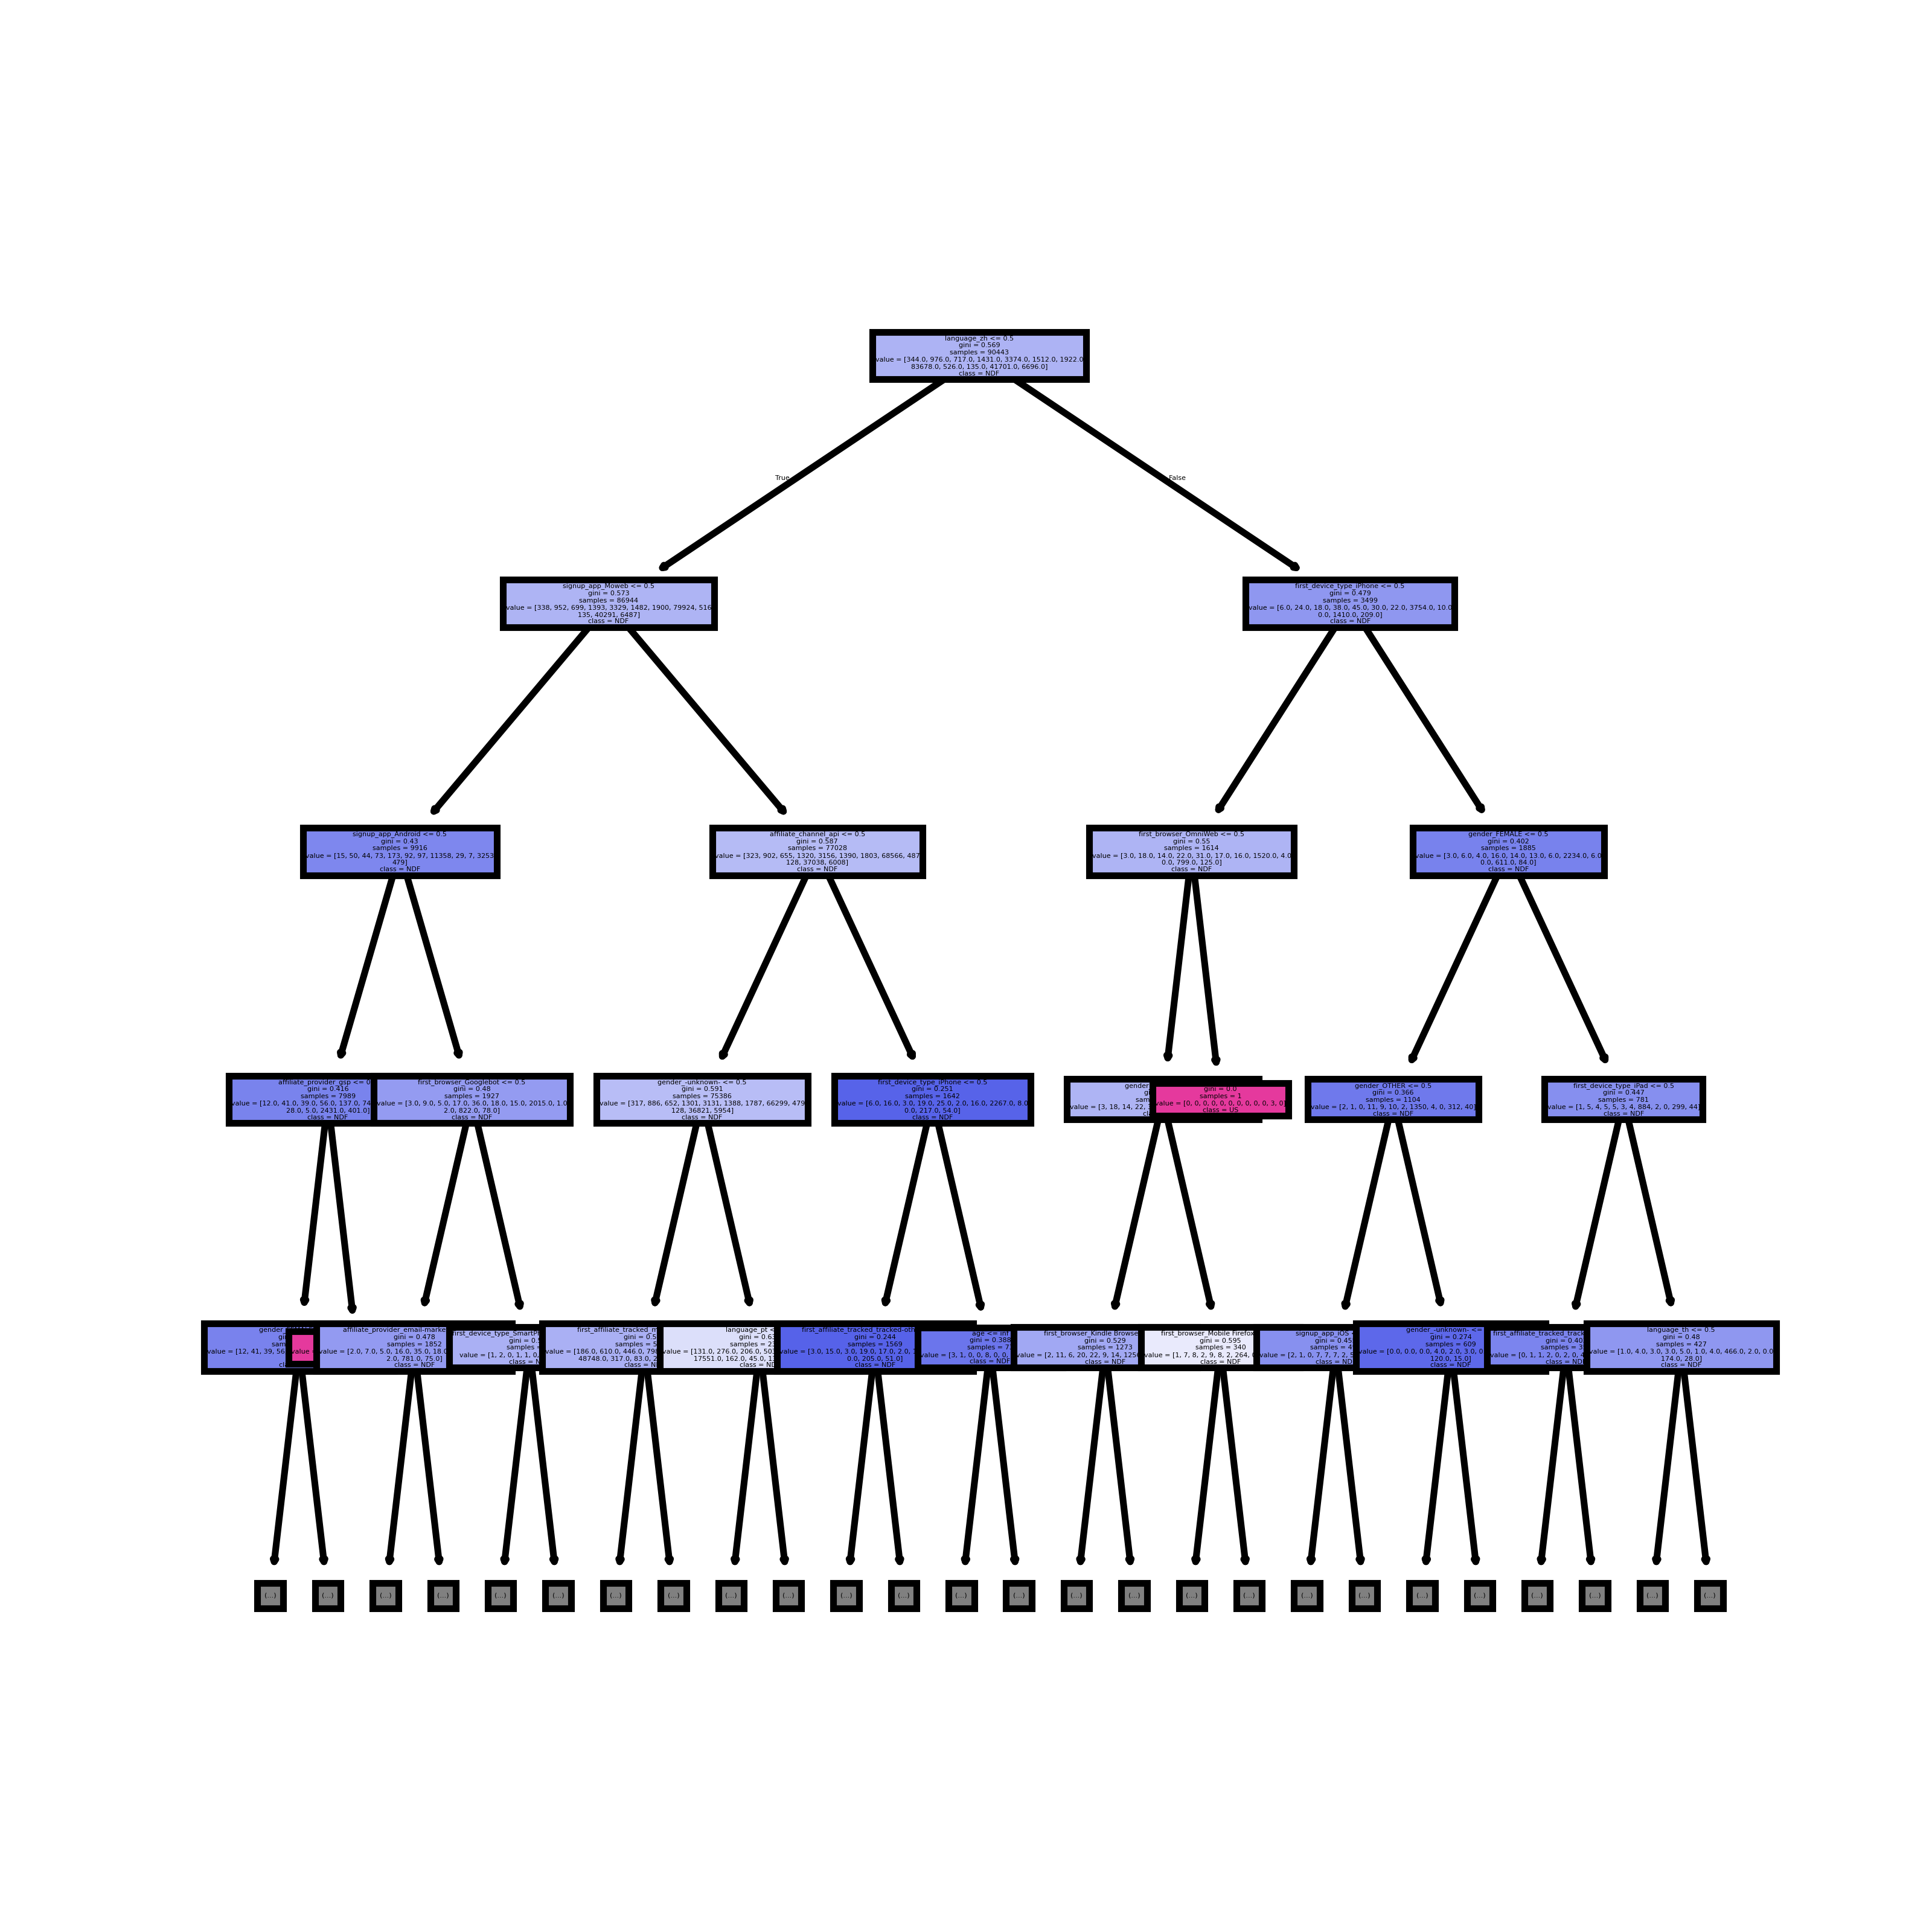 language_zh <= 0.5
gini = 0.569
samples = 90443
value = [344.0, 976.0, 717.0, 1431.0, 3374.0, 1512.0, 1922.0
83678.0, 526.0, 135.0, 41701.0, 6696.0]
class = NDF
True
False
signup_app_Moweb <= 0.5
gini = 0.573
samples = 86944
value = [338, 952, 699, 1393, 3329, 1482, 1900, 79924, 516
135, 40291, 6487]
class = NDF
first_device_type_iPhone <= 0.5
gini = 0.479
samples = 3499
value = [6.0, 24.0, 18.0, 38.0, 45.0, 30.0, 22.0, 3754.0, 10.0
0.0, 1410.0, 209.0]
class = NDF
signup_app_Android <= 0.5
gini = 0.43
samples = 9916
value = [15, 50, 44, 73, 173, 92, 97, 11358, 29, 7, 3253
479]
class = NDF
affiliate_channel_api <= 0.5
gini = 0.587
samples = 77028
value = [323, 902, 655, 1320, 3156, 1390, 1803, 68566, 487
128, 37038, 6008]
class = NDF
first_browser_OmniWeb <= 0.5
gini = 0.55
samples = 1614
value = [3.0, 18.0, 14.0, 22.0, 31.0, 17.0, 16.0, 1520.0, 4.0
0.0, 799.0, 125.0]
class = NDF
gender_FEMALE <= 0.5
gini = 0.402
samples = 1885
value = [3.0, 6.0, 4.0, 16.0, 14.0, 13.0, 6.0, 2234.0, 6.0
0.0, 611.0, 84.0]
class = NDF
affiliate_provider_gsp <= 0
gini = 0.416
samples = 7989
value = [12.0, 41.0, 39.0, 56.0, 137.0, 74
28.0, 5.0, 2431.0, 401.0]
class = NDF
first_browser_Googlebot <= 0.5
gini = 0.48
samples = 1927
value = [3.0, 9.0, 5.0, 17.0, 36.0, 18.0, 15.0, 2015.0, 1.0
2.0, 822.0, 78.0]
class = NDF
gender_-unknown- <= 0.5
gini = 0.591
samples = 75386
value = [317, 886, 652, 1301, 3131, 1388, 1787, 66299, 479
128, 36821, 5954]
class = NDF
first_device_type_iPhone <= 0.5
gini = 0.251
samples = 1642
value = [6.0, 16.0, 3.0, 19.0, 25.0, 2.0, 16.0, 2267.0, 8.0
0.0, 217.0, 54.0]
class = NDF
gender
value = [3, 18, 14, 22,
gini = 0.0
samples = 1
value = [0, 0, 0, 0, 0, 0, 0, 0, 0, 0, 3, 0]
class = US
gender_OTHER <= 0.5
gini = 0.366
samples = 1104
value = [2, 1, 0, 11, 9, 10, 2, 1350, 4, 0, 312, 40]
class = NDF
first_device_type_iPad <= 0.5
gini = 0.447
samples = 781
value = [1, 5, 4, 5, 5, 3, 4, 884, 2, 0, 299, 44]
class = NDF
value = [12, 41, 39, 56
affiliate_provider_email-marke
gini = 0.478
samples = 1852
value = [2.0, 7.0, 5.0, 16.0, 35.0, 18.0
2.0, 781.0, 75.0]
class = NDF
value = [1, 2, 0, 1, 1, 0,
value = [186.0, 610.0, 446.0, 798
48748.0, 317.0, 83.0, 2
language_pt <
value = [131.0, 276.0, 206.0, 503
17551.0, 162.0, 45.0, 1
first_affiliate_tracked_tracked-oth
gini = 0.244
samples = 1569
value = [3.0, 15.0, 3.0, 19.0, 17.0, 2.0,
0.0, 205.0, 51.0]
class = NDF
age <= inf
gini = 0.388
value = [3, 1, 0, 0, 8, 0, 0,
class = NDF
first_browser_Kindle Browse
gini = 0.529
samples = 1273
value = [2, 11, 6, 20, 22, 9, 14, 1256
class = NDF
first_browser_Mobile Firefox
gini = 0.595
samples = 340
value = [1, 7, 8, 2, 9, 8, 2, 264, 0
class = NDF
signup_app_iOS
gini = 0.45
value = [2, 1, 0, 7, 7, 7, 2, 9
class = ND
gender_-unknown- <=
gini = 0.274
samples = 609
value = [0.0, 0.0, 0.0, 4.0, 2.0, 3.0, 0
120.0, 15.0]
class = NDF
first_affiliate_tracked_track
gini = 0.40
value = [0, 1, 1, 2, 0, 2, 0, 4
class = ND
language_th <= 0.5
gini = 0.48
samples = 427
value = [1.0, 4.0, 3.0, 3.0, 5.0, 1.0, 4.0, 466.0, 2.0, 0.0
174.0, 28.0]
class = NDF
(...) (...) (...) (...) (...) (...) (...) (...) (...) (...) (...) (...) (...) (...) (...) (...) (...) (...) (...) (...) (...) (...) (...) (...) (...) (...)